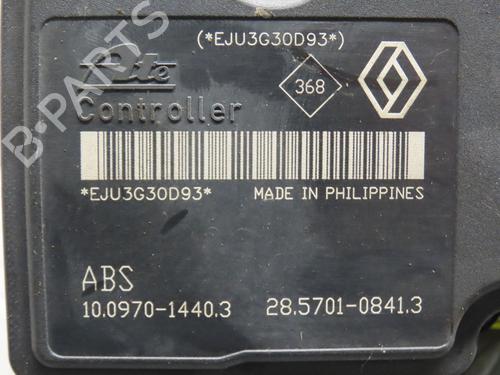 (*EJU3G30D93*)
Ate
368
Controller
*EJU3G30D93* MADE IN PHILIPPINES
ABS
10.0970-1440.3 28.5701-0841.3
B-PARTS